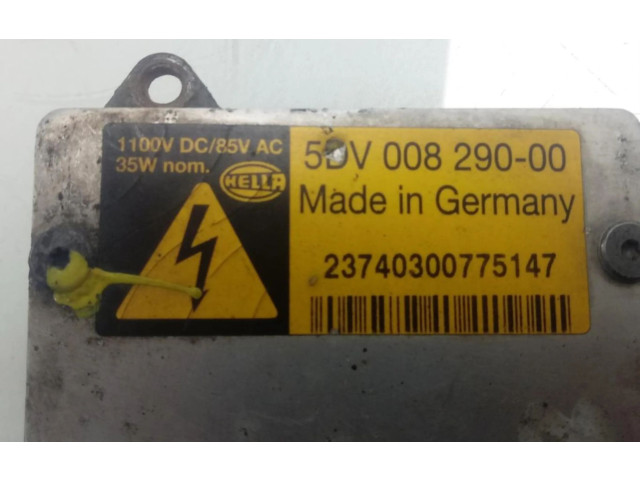 1100V DC/85V AC
35W nom.
HELLA
5DV 008 290-00
Made in Germany
23740300775147